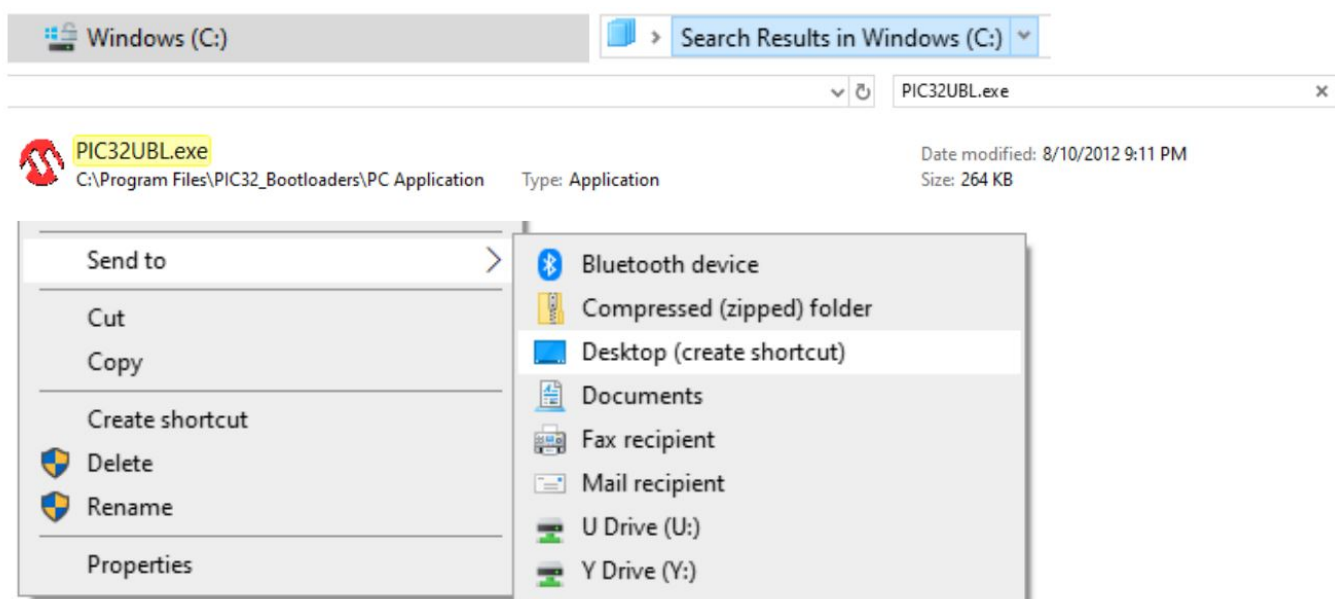 Windows (C:)
Search Results in Windows (C:)
PIC32UBL.exe
PIC32UBL.exe
C:\Program Files\PIC32_Bootloaders\PC Application
Type: Application
Date modified: 8/10/2012 9:11 PM
Size: 264 KB
Send to
Cut
Copy
Create shortcut
Delete
Rename
Properties
Bluetooth device
Compressed (zipped) folder
Desktop (create shortcut)
Documents
Fax recipient
Mail recipient
U Drive (U:)
Y Drive (Y:)